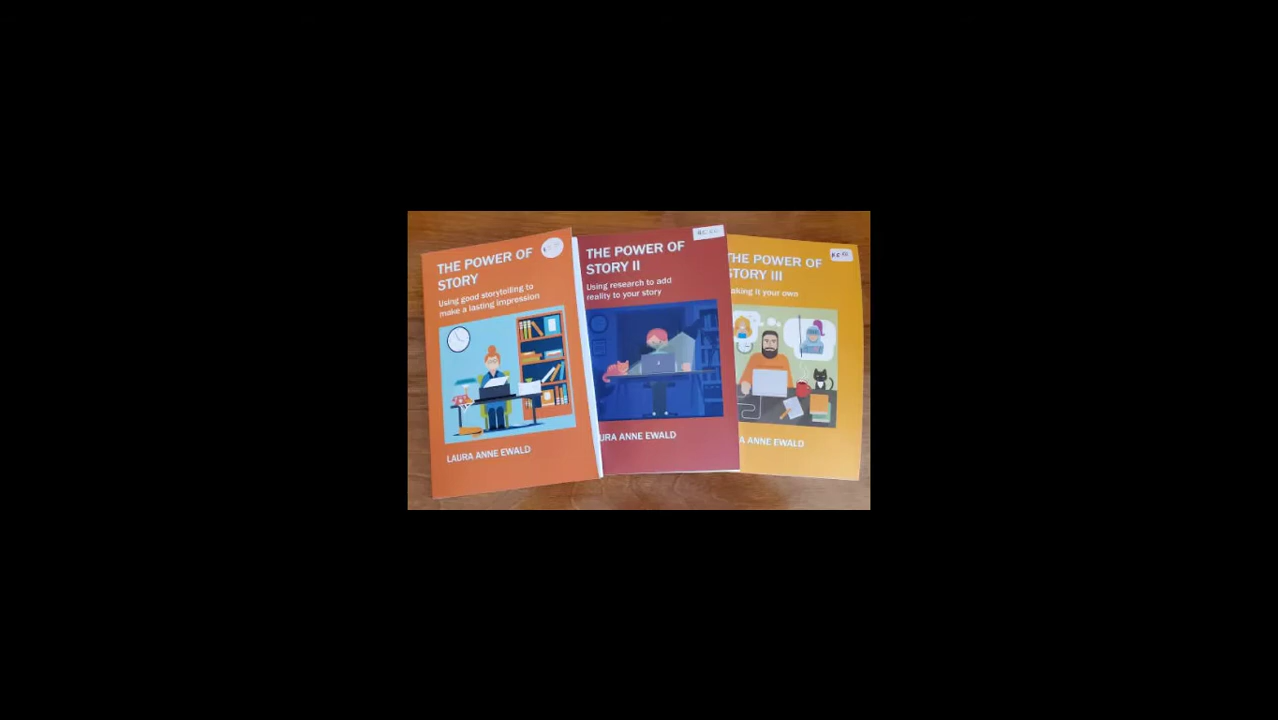 THE POWER OF
STORY
Using good storytelling to
make a lasting impression
LAURA ANNE EWALD
THE POWER OF
STORY II
Using research to add
reality to your story
URA ANNE EWALD
THE POWER OF
STORY III
aking it your own
A ANNE EWALD